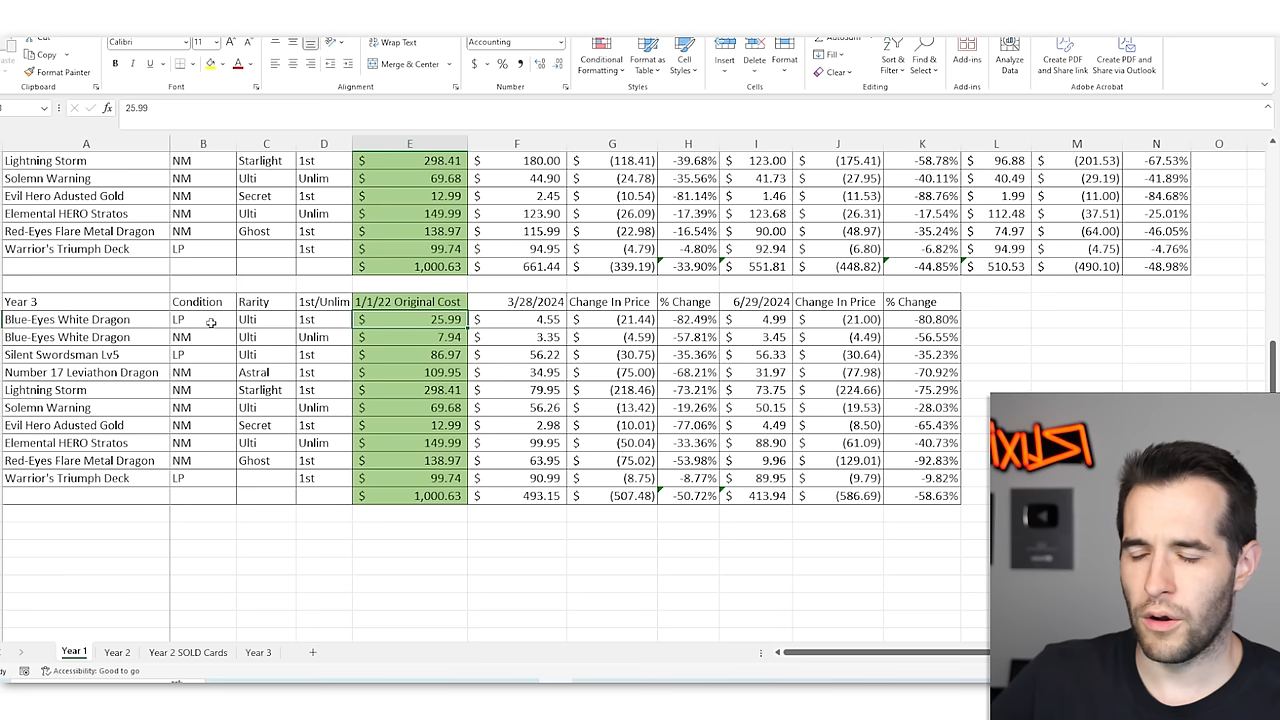 Cut
Calibri 11 A^ A˅ Wrap Text Accounting AutoSum
Copy Fill
Paste Format Painter B I U A Merge & Center $ % , Conditional Formatting Format as Table Cell Styles Insert Delete Format Clear Sort & Filter Find & Select Add-ins Analyze Data Create PDF and Share link Create PDF and Share via Outlook
Clipboard Font Alignment Number Styles Cells Editing Add-ins Adobe Acrobat
fx 25.99
A B C D E F G H I J K L M N O
Lightning Storm NM Starlight 1st $ 298.41 $ 180.00 $ (118.41) -39.68% $ 123.00 $ (175.41) -58.78% $ 96.88 $ (201.53) -67.53%
Solemn Warning NM Ulti Unlim $ 69.68 $ 44.90 $ (24.78) -35.56% $ 41.73 $ (27.95) -40.11% $ 40.49 $ (29.19) -41.89%
Evil Hero Adusted Gold NM Secret 1st $ 12.99 $ 2.45 $ (10.54) -81.14% $ 1.46 $ (11.53) -88.76% $ 1.99 $ (11.00) -84.68%
Elemental HERO Stratos NM Ulti Unlim $ 149.99 $ 123.90 $ (26.09) -17.39% $ 123.68 $ (26.31) -17.54% $ 112.48 $ (37.51) -25.01%
Red-Eyes Flare Metal Dragon NM Ghost 1st $ 138.97 $ 115.99 $ (22.98) -16.54% $ 90.00 $ (48.97) -35.24% $ 74.97 $ (64.00) -46.05%
Warrior's Triumph Deck LP 1st $ 99.74 $ 94.95 $ (4.79) -4.80% $ 92.94 $ (6.80) -6.82% $ 94.99 $ (4.75) -4.76%
$ 1,000.63 $ 661.44 $ (339.19) -33.90% $ 551.81 $ (448.82) -44.85% $ 510.53 $ (490.10) -48.98%
Year 3 Condition Rarity 1st/Unlim 1/1/22 Original Cost 3/28/2024 Change In Price % Change 6/29/2024 Change In Price % Change
Blue-Eyes White Dragon LP Ulti 1st $ 25.99 $ 4.55 $ (21.44) -82.49% $ 4.99 $ (21.00) -80.80%
Blue-Eyes White Dragon NM Ulti Unlim $ 7.94 $ 3.35 $ (4.59) -57.81% $ 3.45 $ (4.49) -56.55%
Silent Swordsman Lv5 LP Ulti 1st $ 86.97 $ 56.22 $ (30.75) -35.36% $ 56.33 $ (30.64) -35.23%
Number 17 Leviathon Dragon NM Astral 1st $ 109.95 $ 34.95 $ (75.00) -68.21% $ 31.97 $ (77.98) -70.92%
Lightning Storm NM Starlight 1st $ 298.41 $ 79.95 $ (218.46) -73.21% $ 73.75 $ (224.66) -75.29%
Solemn Warning NM Ulti Unlim $ 69.68 $ 56.26 $ (13.42) -19.26% $ 50.15 $ (19.53) -28.03%
Evil Hero Adusted Gold NM Secret 1st $ 12.99 $ 2.98 $ (10.01) -77.06% $ 4.49 $ (8.50) -65.43%
Elemental HERO Stratos NM Ulti Unlim $ 149.99 $ 99.95 $ (50.04) -33.36% $ 88.90 $ (61.09) -40.73%
Red-Eyes Flare Metal Dragon NM Ghost 1st $ 138.97 $ 63.95 $ (75.02) -53.98% $ 9.96 $ (129.01) -92.83%
Warrior's Triumph Deck LP 1st $ 99.74 $ 90.99 $ (8.75) -8.77% $ 89.95 $ (9.79) -9.82%
$ 1,000.63 $ 493.15 $ (507.48) -50.72% $ 413.94 $ (586.69) -58.63%
Year 1 Year 2 Year 2 SOLD Cards Year 3 +
Accessibility: Good to go